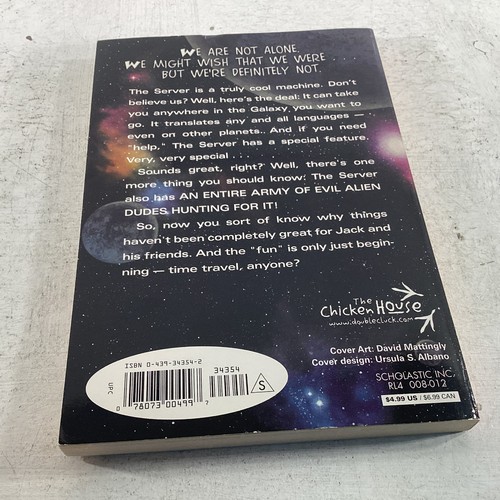 WE ARE NOT ALONE.
WE MIGHT WISH THAT WE WERE
BUT WE'RE DEFINITELY NOT.
The Server is a truly cool machine. Don't
believe us? Well, here's the deal: It can take
you anywhere in the Galaxy you want to
go. It translates any and all languages —
even on other planets. And if you need
"help," The Server has a special feature.
Very, very special . . .
Sounds great, right? Well, there's one
more thing you should know: The Server
also has AN ENTIRE ARMY OF EVIL ALIEN
DUDES HUNTING FOR IT!
So, now you sort of know why things
haven't been completely great for Jack and
his friends. And the "fun" is only just begin-
ning — time travel, anyone?
The
Chicken House
www.doublecluck.com
Cover Art: David Mattingly
Cover design: Ursula S. Albano
SCHOLASTIC INC.
RL4 008-012
$4.99 US / $6.99 CAN
ISBN 0-439-34354-2
34354
UPC
S
0 78073 00499 7